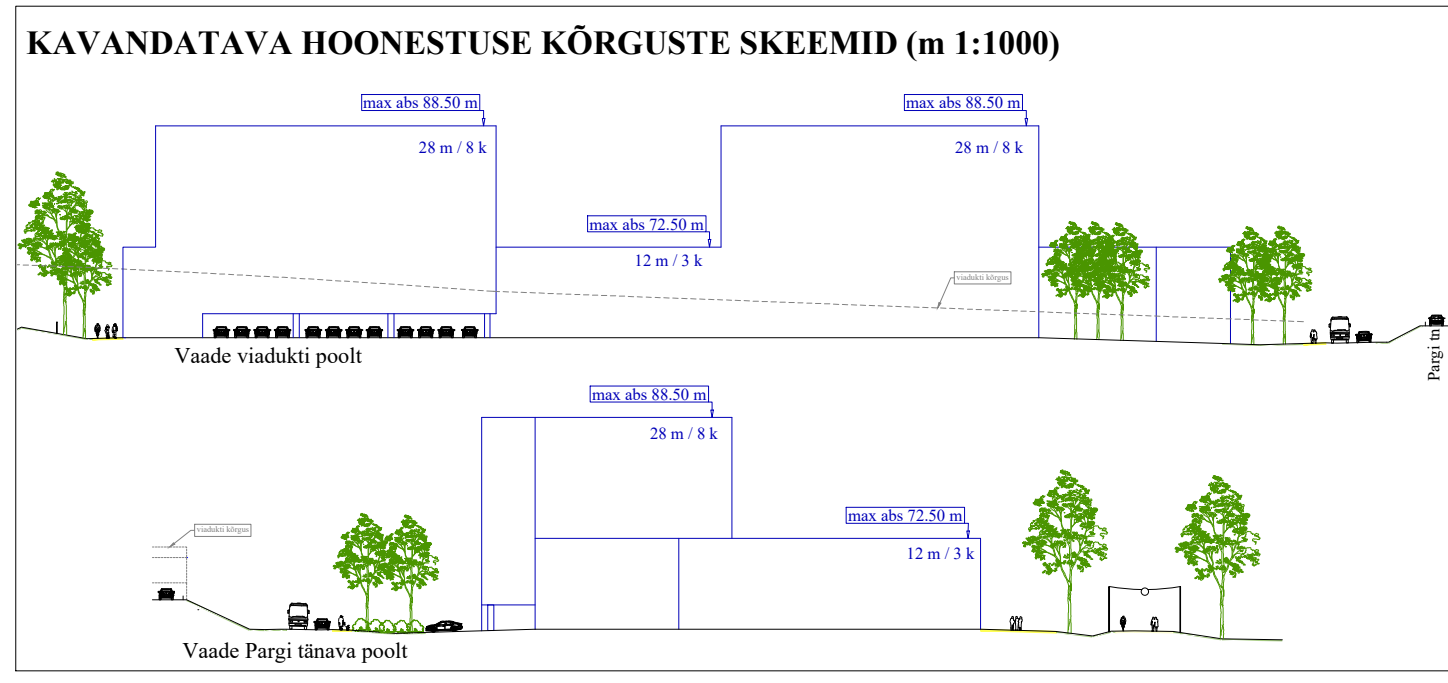 KAVANDATAVA HOONESTUSE KÕRGUSTE SKEEMID (m 1:1000)
max abs 88.50 m
max abs 88.50 m
28 m / 8 k
28 m / 8 k
max abs 72.50 m
12 m / 3 k
viadukti kõrgus
Pargi tn
Vaade viadukti poolt
max abs 88.50 m
28 m / 8 k
max abs 72.50 m
viadukti kõrgus
12 m / 3 k
Vaade Pargi tänava poolt